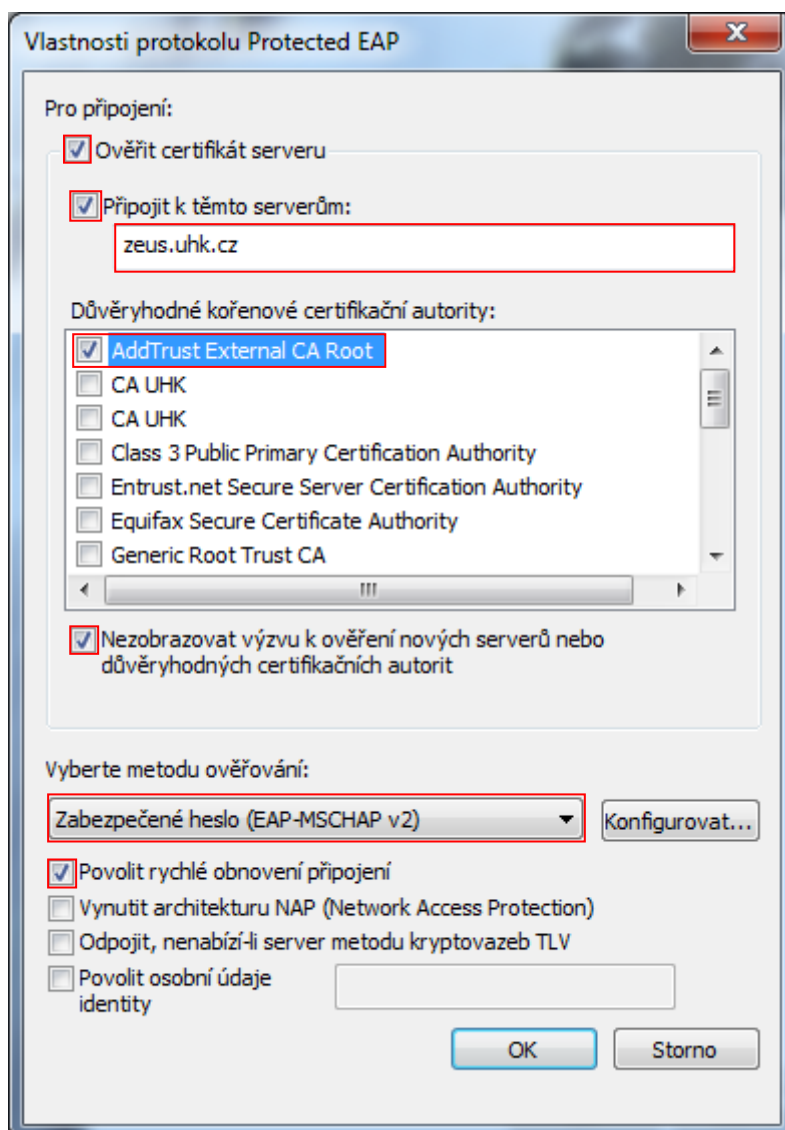 Vlastnosti protokolu Protected EAP
Pro připojení:
Ověřit certifikát serveru
Připojit k těmto serverům:
zeus.uhk.cz
Důvěryhodné kořenové certifikační autority:
AddTrust External CA Root
CA UHK
CA UHK
Class 3 Public Primary Certification Authority
Entrust.net Secure Server Certification Authority
Equifax Secure Certificate Authority
Generic Root Trust CA
Nezobrazovat výzvu k ověření nových serverů nebo
důvěryhodných certifikačních autorit
Vyberte metodu ověřování:
Zabezpečené heslo (EAP-MSCHAP v2)
Konfigurovat...
Povolit rychlé obnovení připojení
Vynutit architekturu NAP (Network Access Protection)
Odpojit, nenabízí-li server metodu kryptovazeb TLV
Povolit osobní údaje
identity
OK
Storno